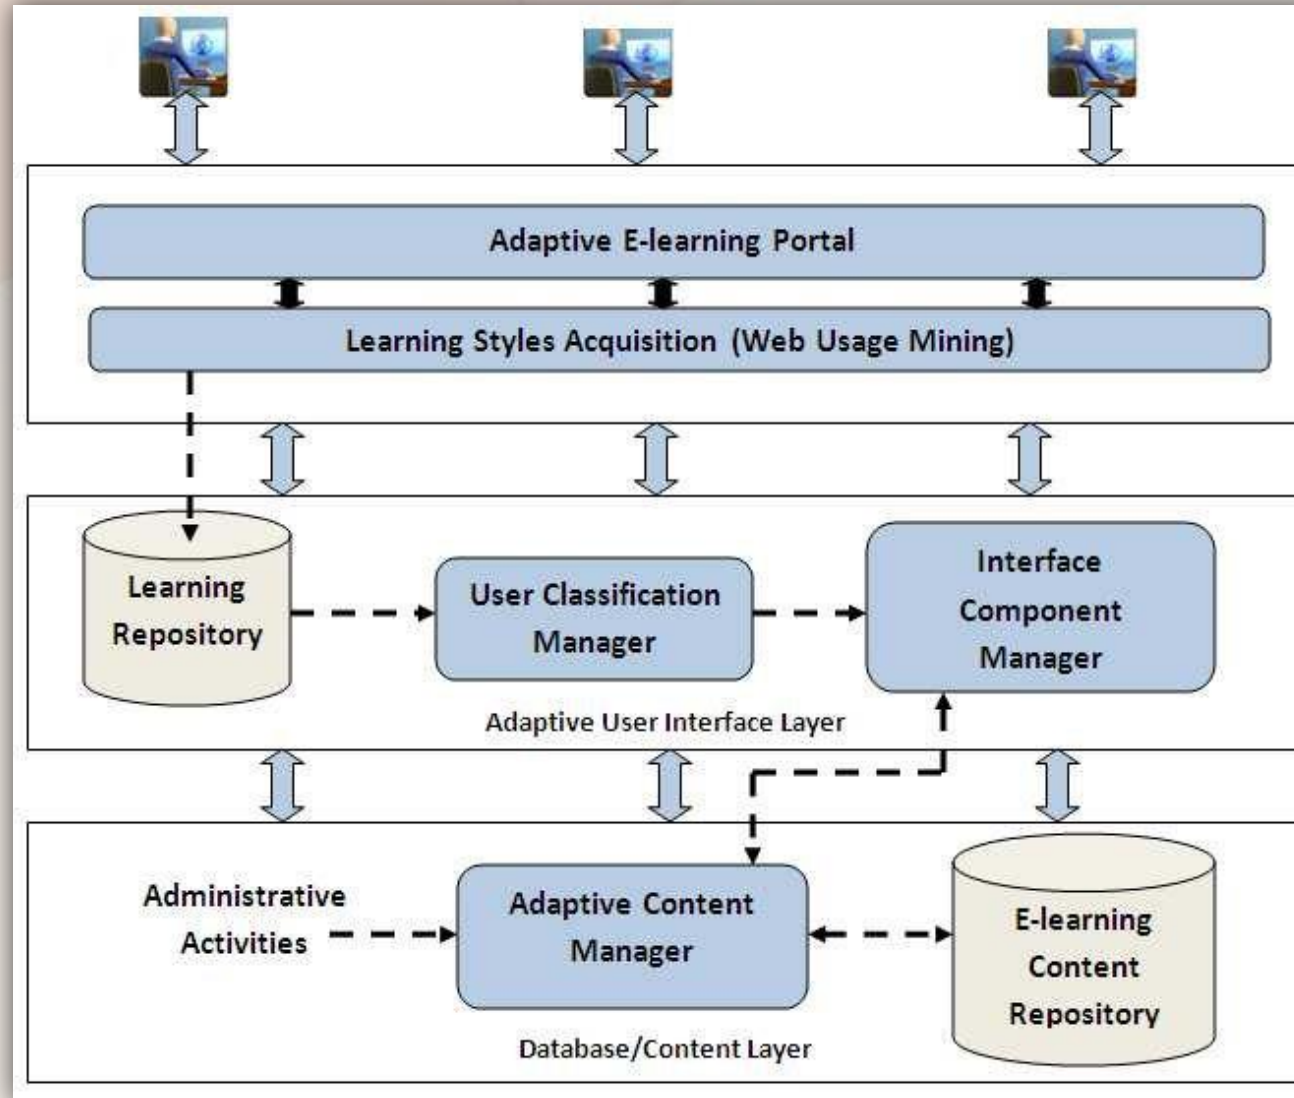 Adaptive E-learning Portal
Learning Styles Acquisition (Web Usage Mining)
Learning
Repository
User Classification
Manager
Interface
Component
Manager
Adaptive User Interface Layer
Administrative
Activities
Adaptive Content
Manager
E-learning
Content
Repository
Database/Content Layer